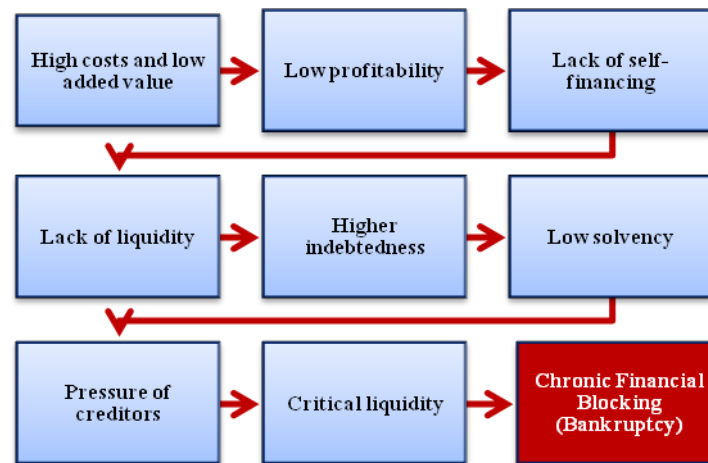 High costs and low
added value
Low profitability
Lack of self-
financing
Lack of liquidity
Higher
indebtedness
Low solvency
Pressure of
creditors
Critical liquidity
Chronic Financial
Blocking
(Bankruptcy)